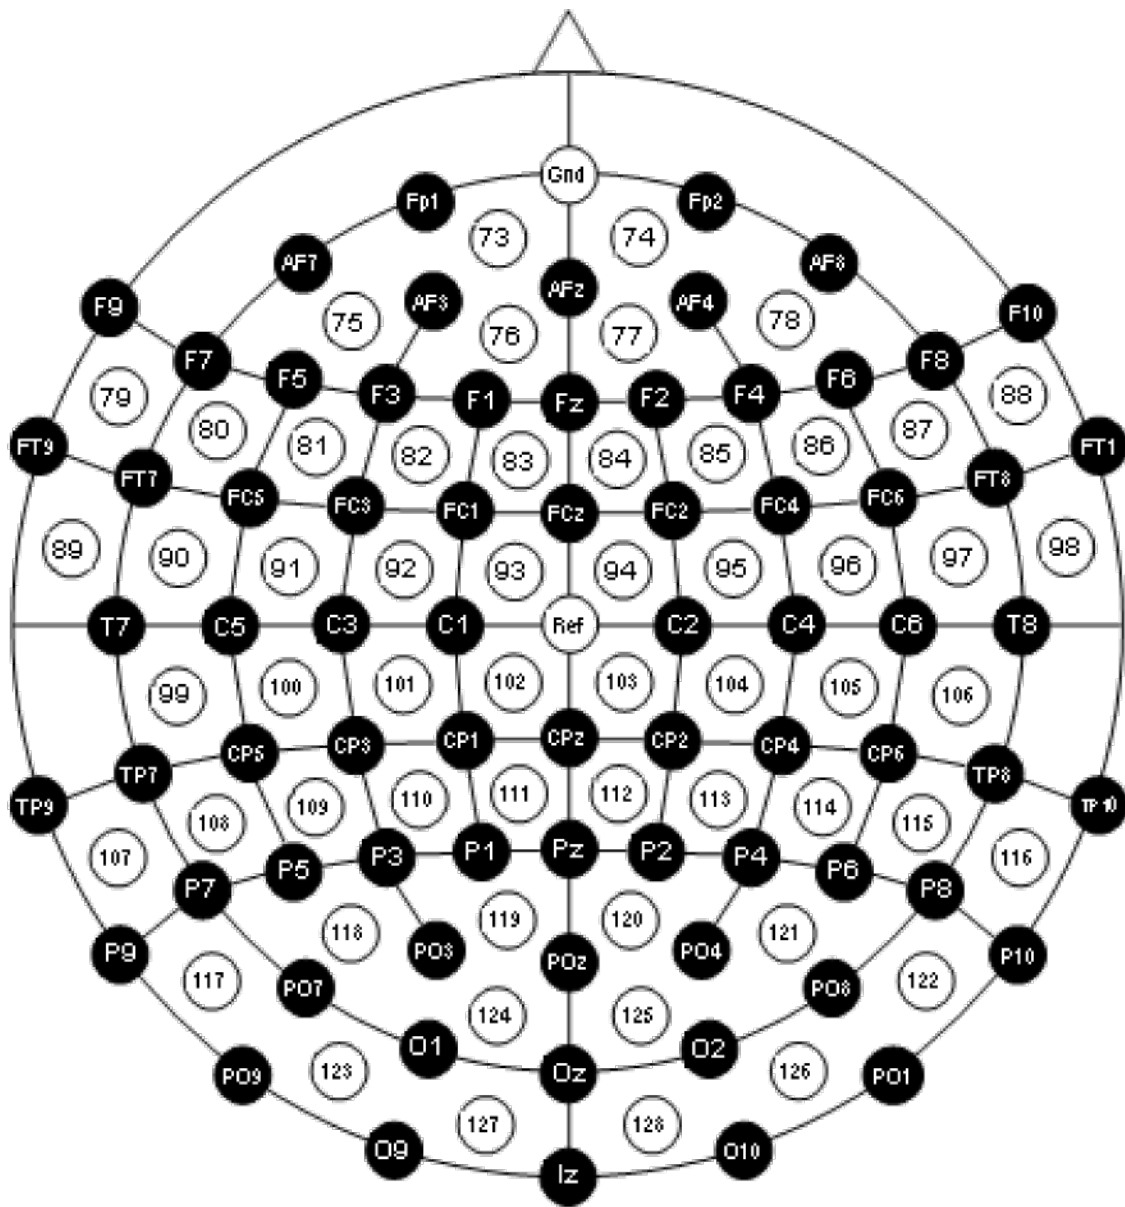 Gnd
Fp1 Fp2
73 74
AF7 AF8
AFz
AF3 AF4
F9 F10
75 76 77 78
F7 F8
F5 F6
F3 F1 Fz F2 F4
79 88
80 87
81 82 83 84 85 86
FT9 FT1
FT7 FT8
FC5 FC3 FC1 FCz FC2 FC4 FC6
89 90 91 92 93 94 95 96 97 98
T7 C5 C3 C1 Ref C2 C4 C6 T8
99 100 101 102 103 104 105 106
CP5 CP3 CP1 CPz CP2 CP4 CP6
TP9 TP7 TP8 TP10
108 109 110 111 112 113 114 115
107 116
P7 P5 P3 P1 Pz P2 P4 P6 P8
118 119 120 121
P9 PO3 POz PO4 P10
117 122
PO7 PO8
124 125
O1 Oz O2
PO9 123 126 PO1
127 128
O9 Iz O10